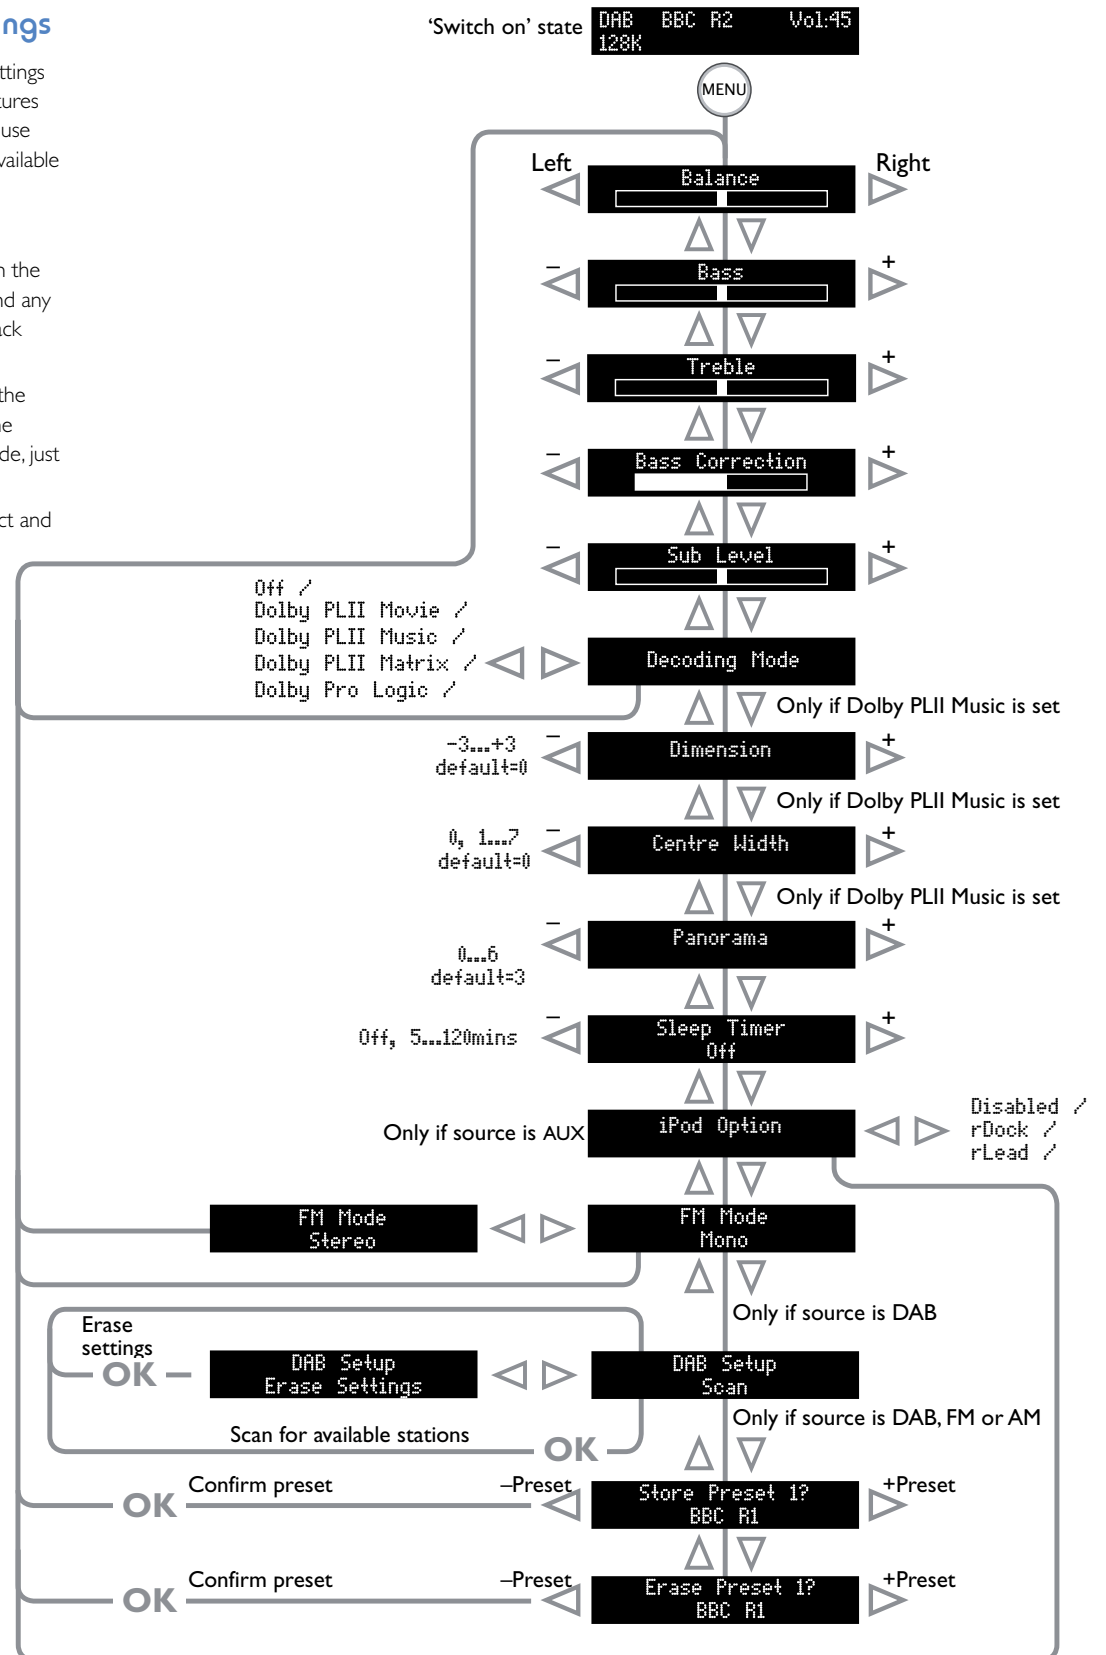 ngs
ttings
tures
use
vailable
n the
nd any
ack
the
ne
de, just
ct and
'Switch on' state
DAB BBC R2 Vol:45
128K
MENU
Left
Balance
Right
–
Bass
+
–
Treble
+
–
Bass Correction
+
–
Sub Level
+
Off /
Dolby PLII Movie /
Dolby PLII Music /
Dolby PLII Matrix /
Dolby Pro Logic /
Decoding Mode
Only if Dolby PLII Music is set
-3...+3
default=0
–
Dimension
+
Only if Dolby PLII Music is set
0, 1...7
default=0
–
Centre Width
+
Only if Dolby PLII Music is set
0...6
default=3
–
Panorama
+
Off, 5...120mins
–
Sleep Timer
Off
+
Only if source is AUX
iPod Option
Disabled /
rDock /
rLead /
FM Mode
Stereo
FM Mode
Mono
Only if source is DAB
Erase
settings
OK
DAB Setup
Erase Settings
DAB Setup
Scan
Only if source is DAB, FM or AM
Scan for available stations
OK
OK
Confirm preset
–Preset
Store Preset 1?
BBC R1
+Preset
OK
Confirm preset
–Preset
Erase Preset 1?
BBC R1
+Preset